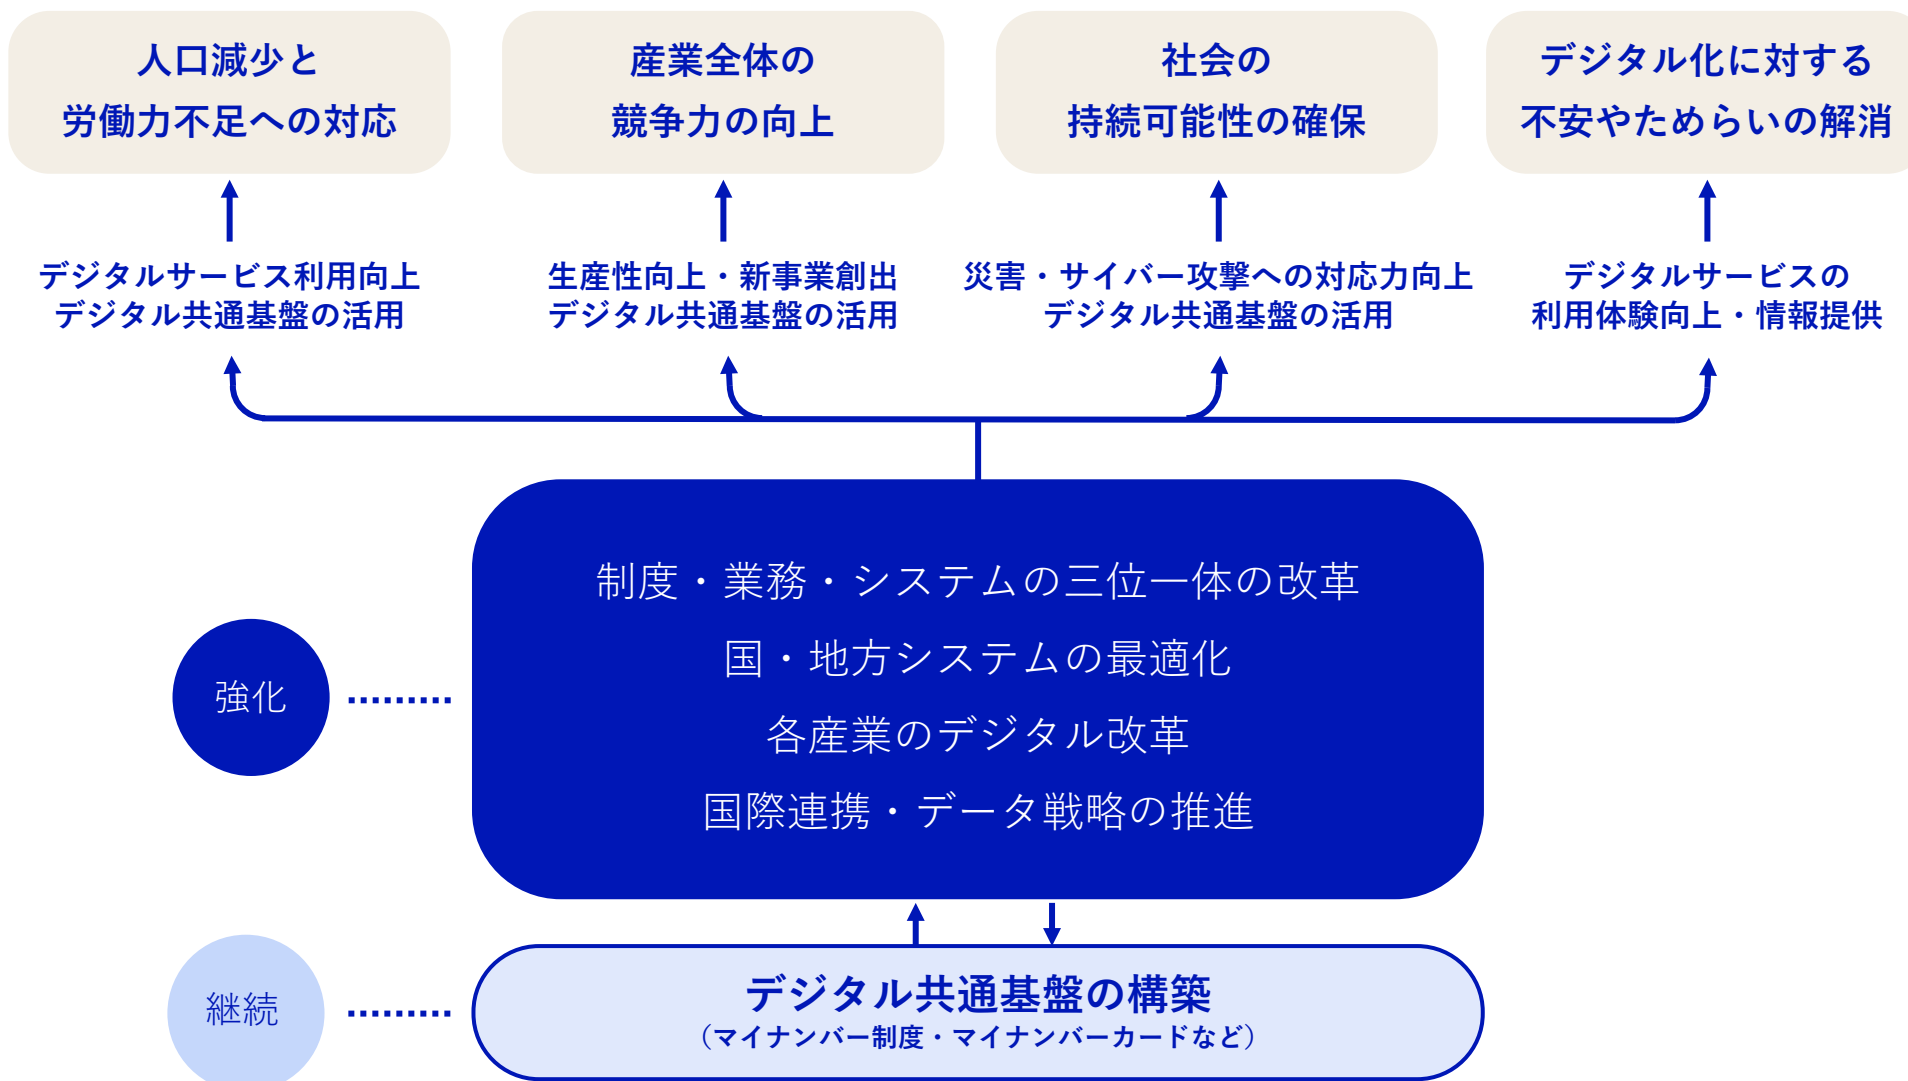 人口減少と
労働力不足への対応
産業全体の
競争力の向上
社会の
持続可能性の確保
デジタル化に対する
不安やためらいの解消
デジタルサービス利用向上
デジタル共通基盤の活用
生産性向上・新事業創出
デジタル共通基盤の活用
災害・サイバー攻撃への対応力向上
デジタル共通基盤の活用
デジタルサービスの
利用体験向上・情報提供
強化
制度・業務・システムの三位一体の改革
国・地方システムの最適化
各産業のデジタル改革
国際連携・データ戦略の推進
継続
デジタル共通基盤の構築
（マイナンバー制度・マイナンバーカードなど）